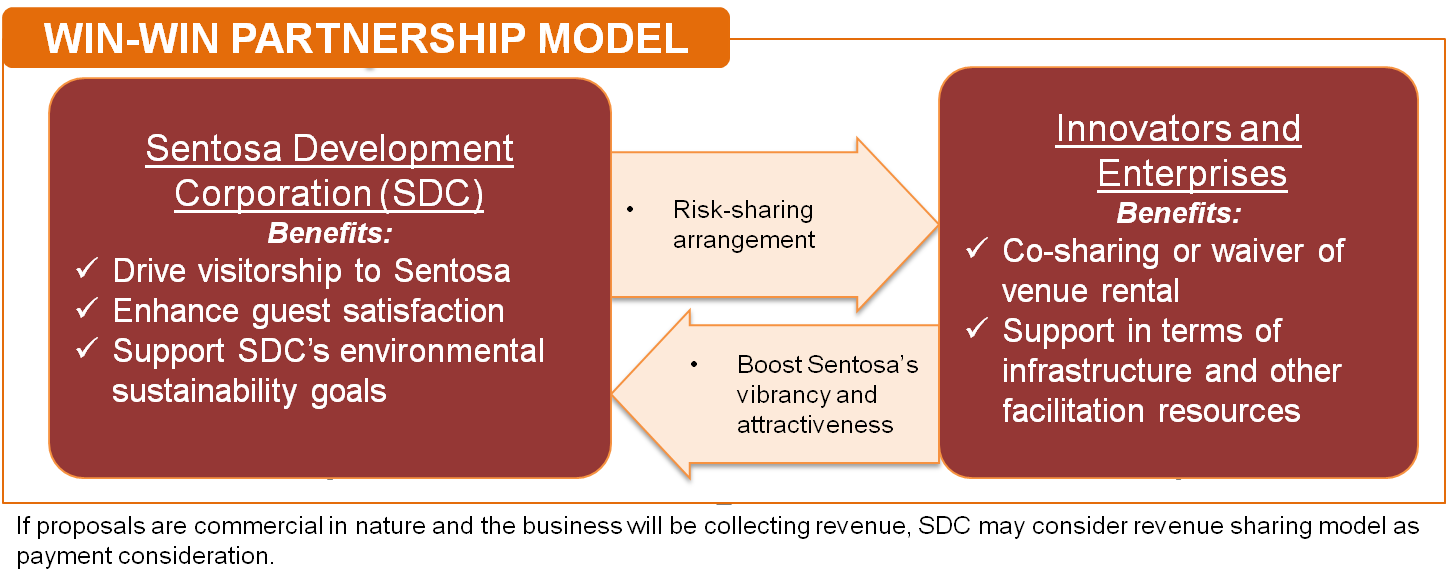 WIN-WIN PARTNERSHIP MODEL
Sentosa Development
Corporation (SDC)
Benefits:
✓ Drive visitorship to Sentosa
✓ Enhance guest satisfaction
✓ Support SDC's environmental
sustainability goals
• Risk-sharing
arrangement
• Boost Sentosa's
vibrancy and
attractiveness
Innovators and
Enterprises
Benefits:
✓ Co-sharing or waiver of
venue rental
✓ Support in terms of
infrastructure and other
facilitation resources
If proposals are commercial in nature and the business will be collecting revenue, SDC may consider revenue sharing model as
payment consideration.